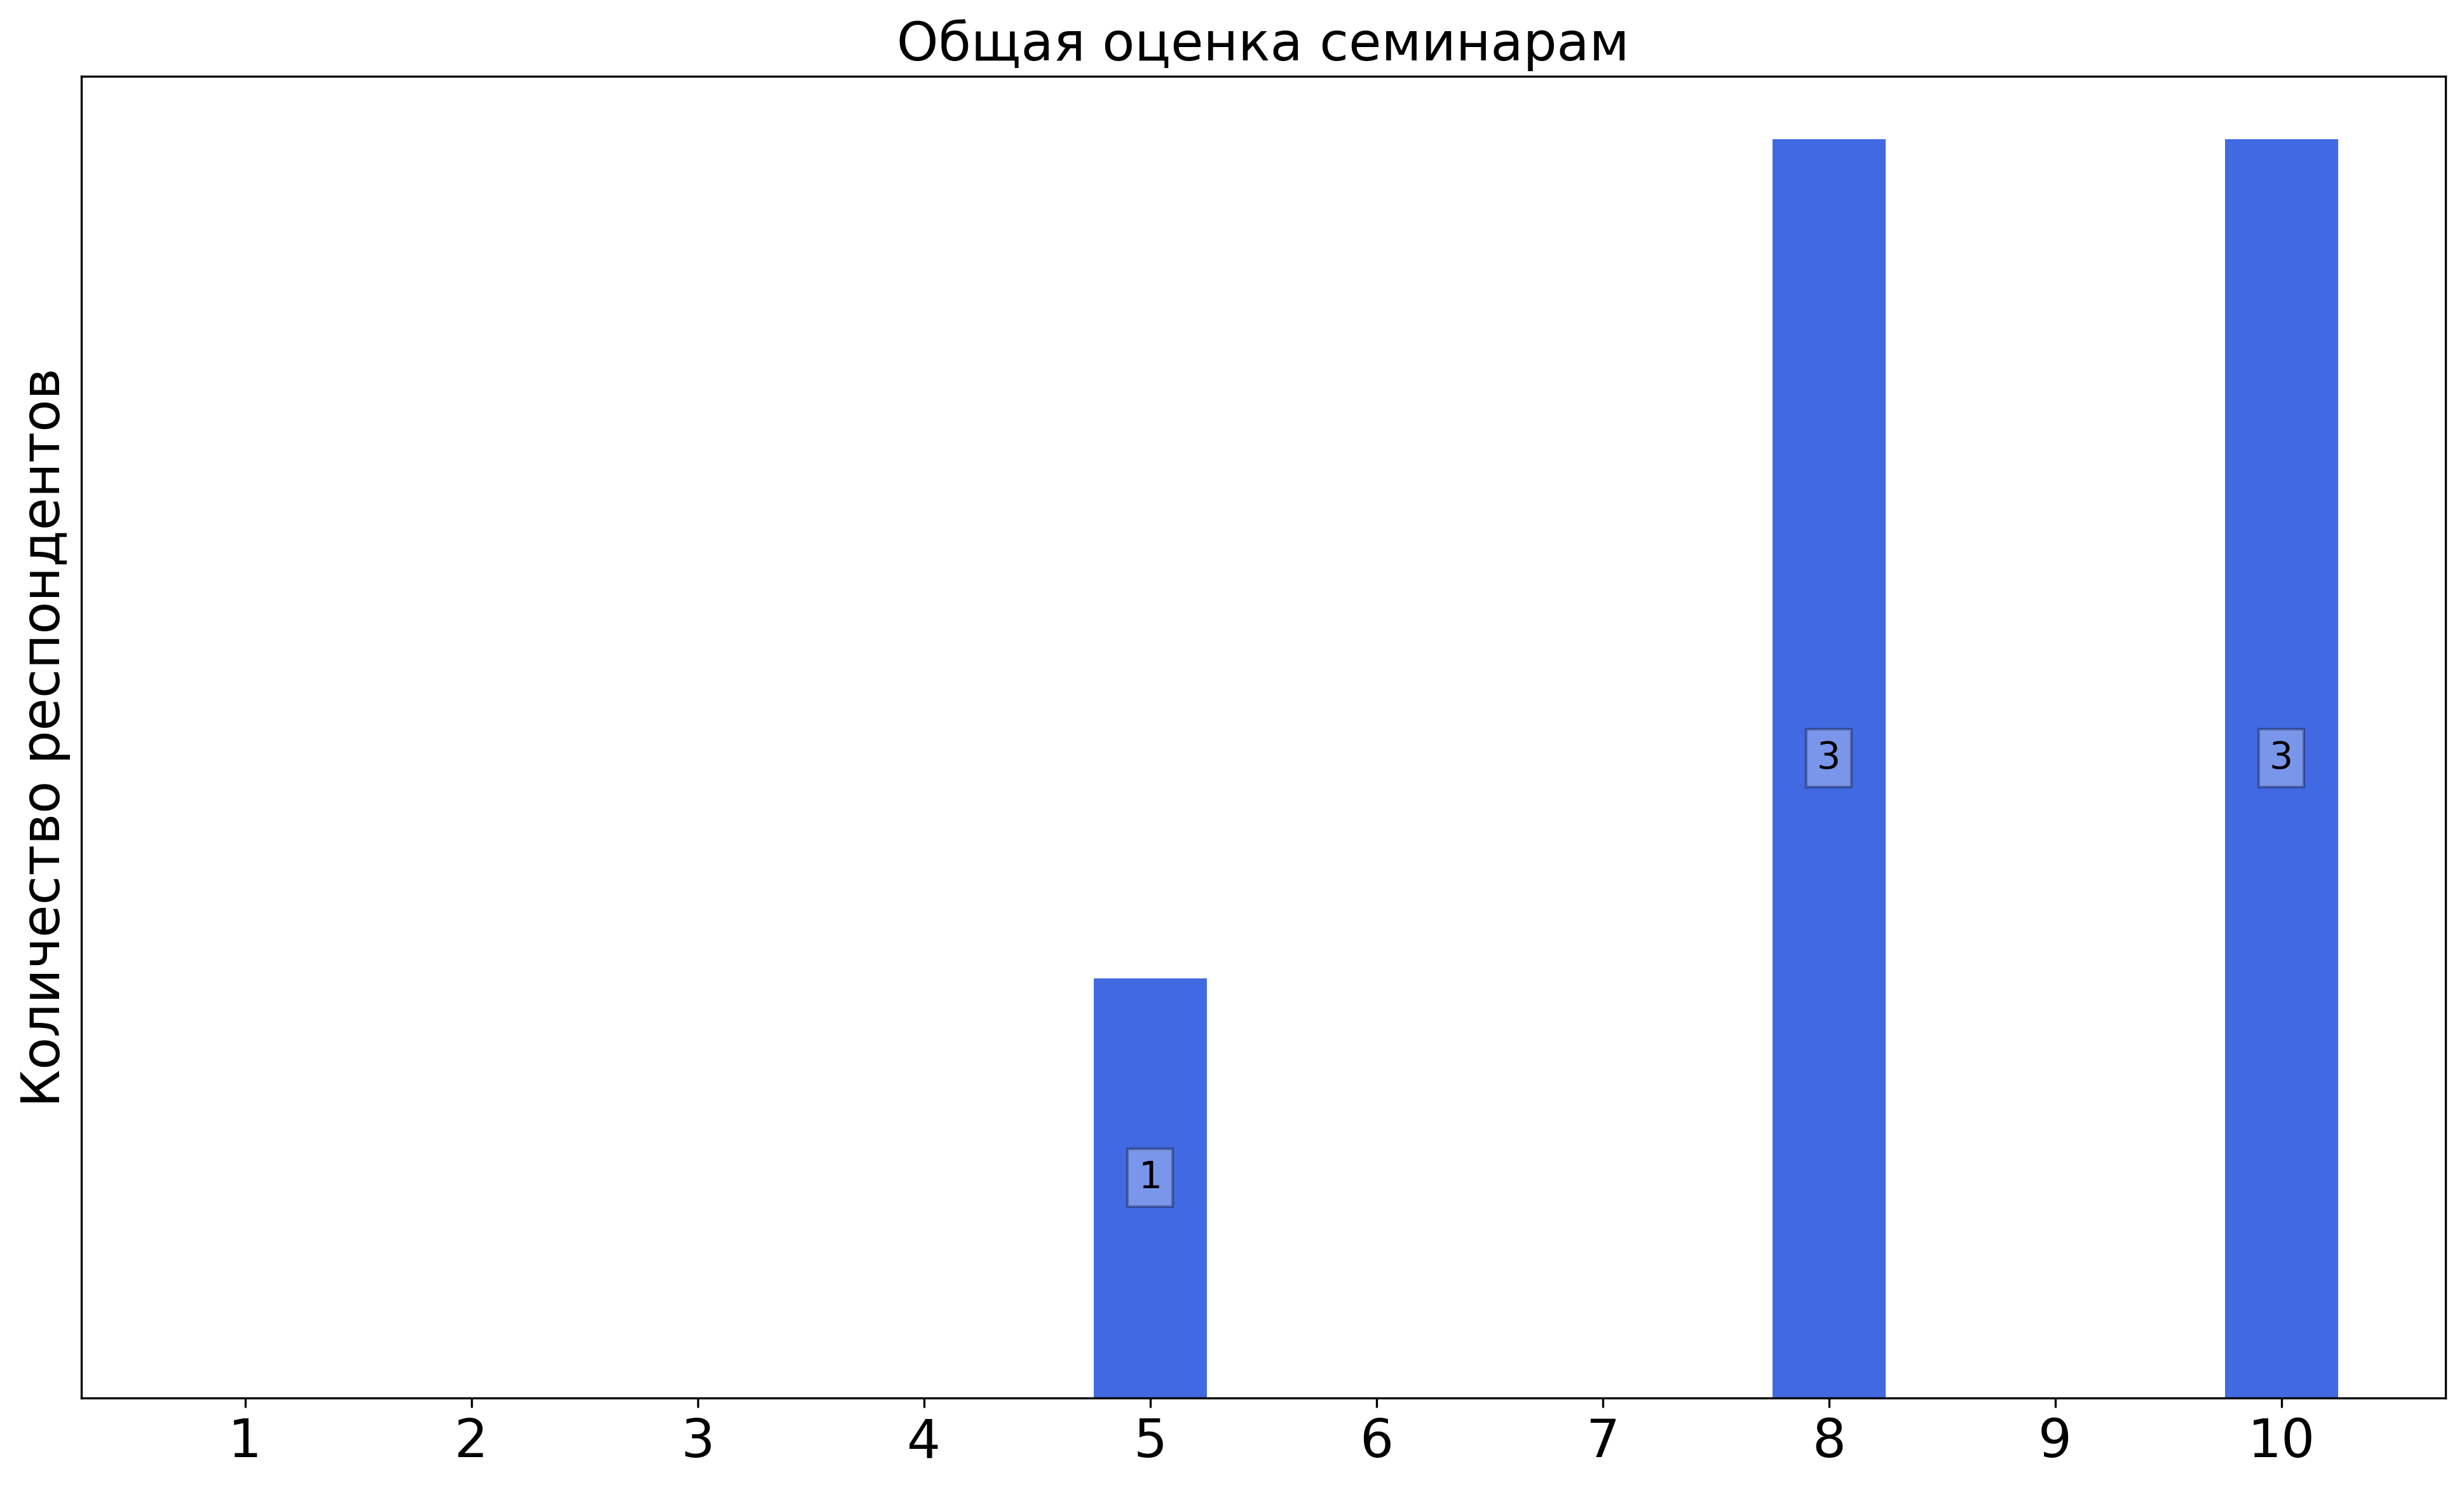 Общая оценка семинарам
Количество респондентов
3
3
1
1 2 3 4 5 6 7 8 9 10